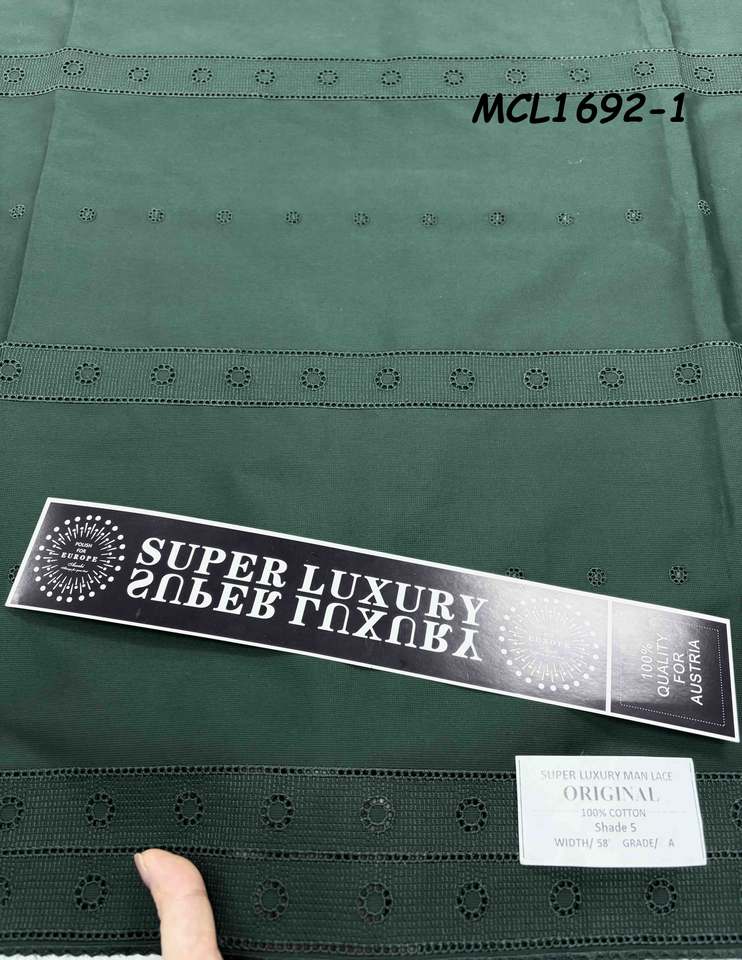 MCL1692-1
POLISH
FOR
EUROPE
SUPER LUXURY
SUPER LUXURY
EUROPE
100%
QUALITY
FOR
AUSTRIA
SUPER LUXURY MAN LACE
ORIGINAL
100% COTTON
Shade 5
WIDTH/ 58' GRADE/ A